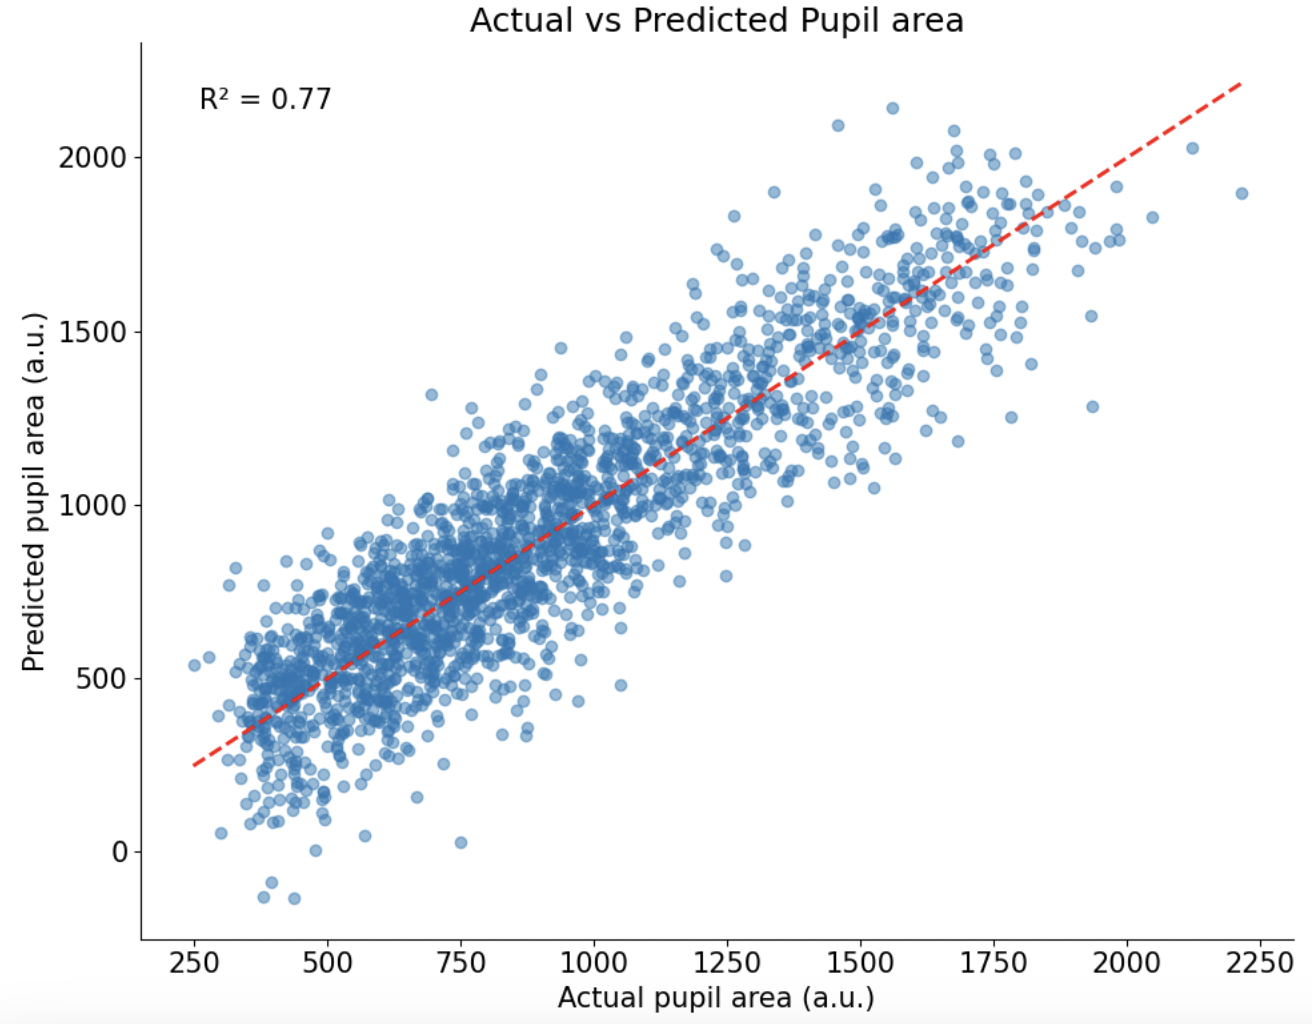 Actual vs Predicted Pupil area
R² = 0.77
Predicted pupil area (a.u.)
2000
1500
1000
500
0
250 500 750 1000 1250 1500 1750 2000 2250
Actual pupil area (a.u.)